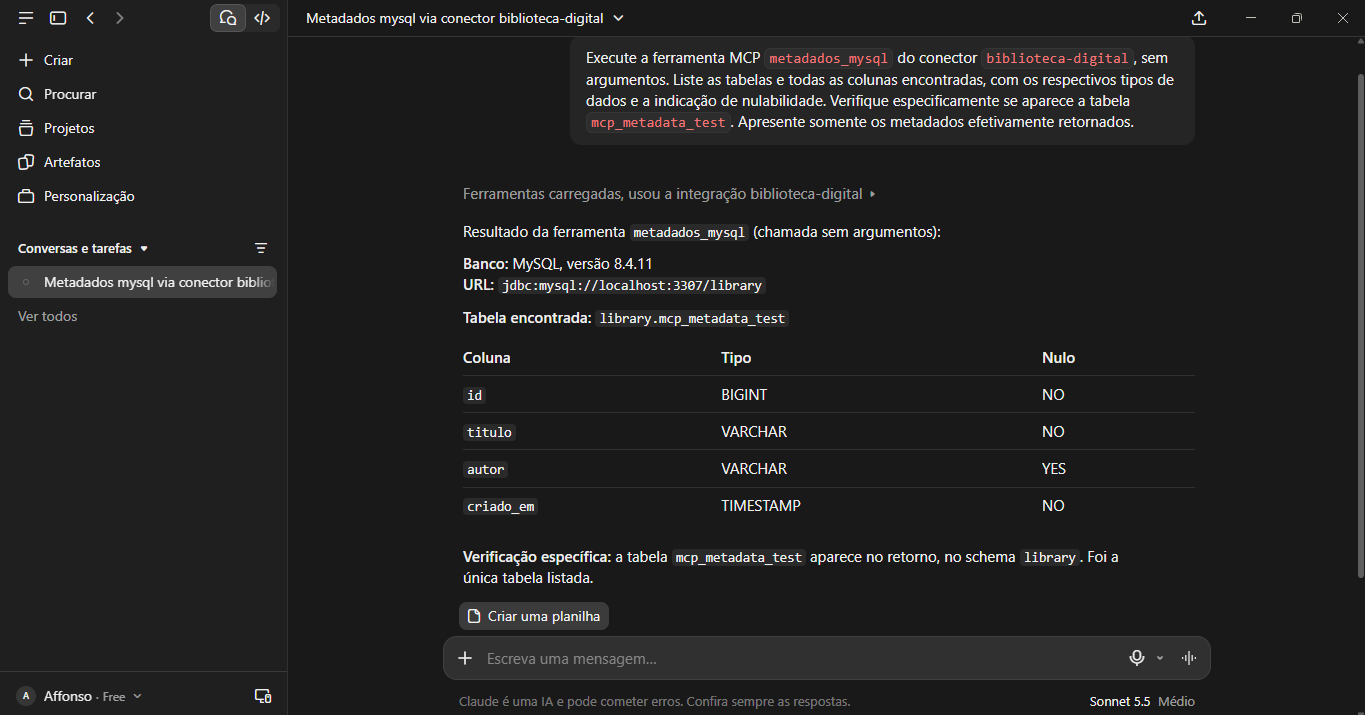 Metadados mysql via conector biblioteca-digital
Criar
Procurar
Projetos
Artefatos
Personalização
Conversas e tarefas
Metadados mysql via conector biblio
Ver todos
A Affonso · Free
Execute a ferramenta MCP metadados_mysql do conector biblioteca-digital, sem
argumentos. Liste as tabelas e todas as colunas encontradas, com os respectivos tipos de
dados e a indicação de nulabilidade. Verifique especificamente se aparece a tabela
mcp_metadata_test. Apresente somente os metadados efetivamente retornados.
Ferramentas carregadas, usou a integração biblioteca-digital
Resultado da ferramenta metadados_mysql (chamada sem argumentos):
Banco: MySQL, versão 8.4.11
URL: jdbc:mysql://localhost:3307/library
Tabela encontrada: library.mcp_metadata_test
Coluna Tipo Nulo
id BIGINT NO
titulo VARCHAR NO
autor VARCHAR YES
criado_em TIMESTAMP NO
Verificação específica: a tabela mcp_metadata_test aparece no retorno, no schema library. Foi a
única tabela listada.
Criar uma planilha
Escreva uma mensagem...
Claude é uma IA e pode cometer erros. Confira sempre as respostas.
Sonnet 5.5 Médio